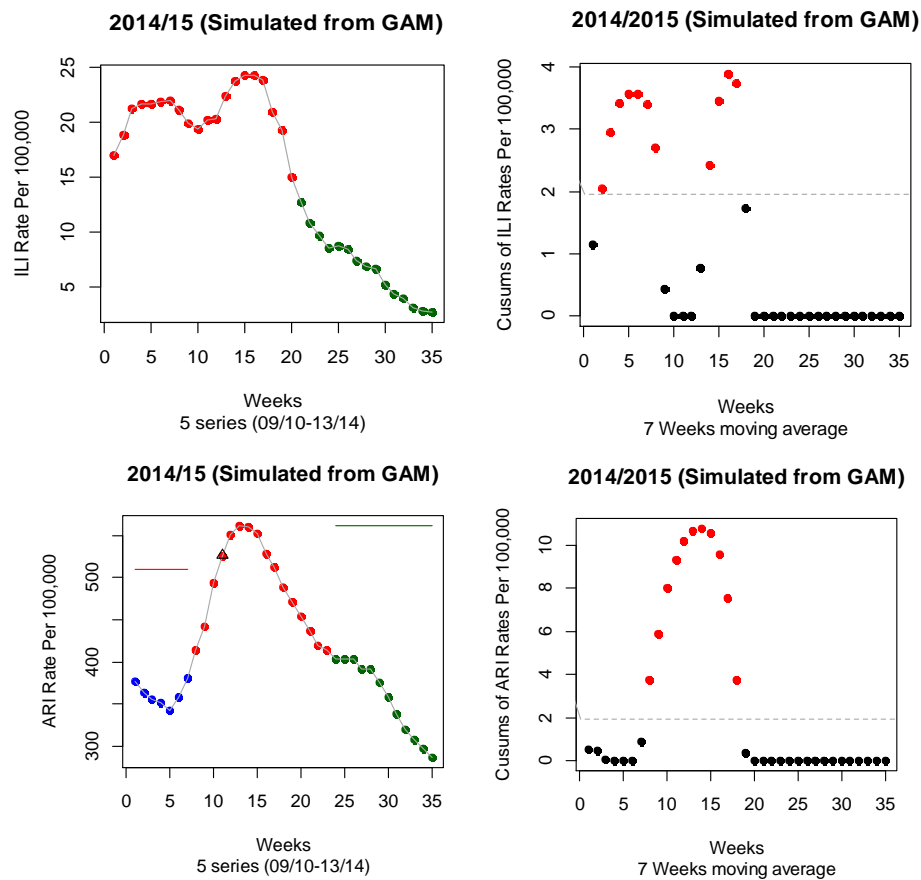 2014/15 (Simulated from GAM)
ILI Rate Per 100,000
25
20
15
10
5
0 5 10 15 20 25 30 35
Weeks
5 series (09/10-13/14)
2014/2015 (Simulated from GAM)
Cusums of ILI Rates Per 100,000
4
3
2
1
0
0 5 10 15 20 25 30 35
Weeks
7 Weeks moving average
2014/15 (Simulated from GAM)
ARI Rate Per 100,000
500
400
300
0 5 10 15 20 25 30 35
Weeks
5 series (09/10-13/14)
2014/2015 (Simulated from GAM)
Cusums of ARI Rates Per 100,000
10
8
6
4
2
0
0 5 10 15 20 25 30 35
Weeks
7 Weeks moving average